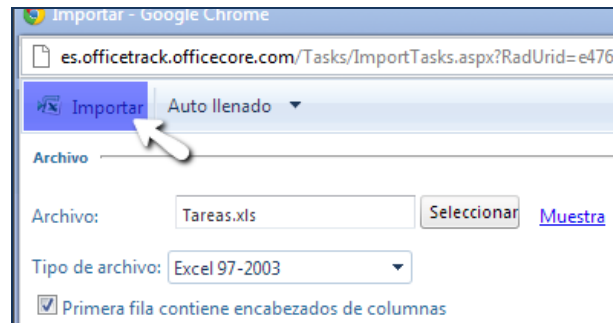 Importar - Google Chrome
es.officetrack.officecore.com/Tasks/ImportTasks.aspx?RadUrid=e476
Importar Auto llenado
Archivo
Archivo: Tareas.xls Seleccionar Muestra
Tipo de archivo: Excel 97-2003
Primera fila contiene encabezados de columnas